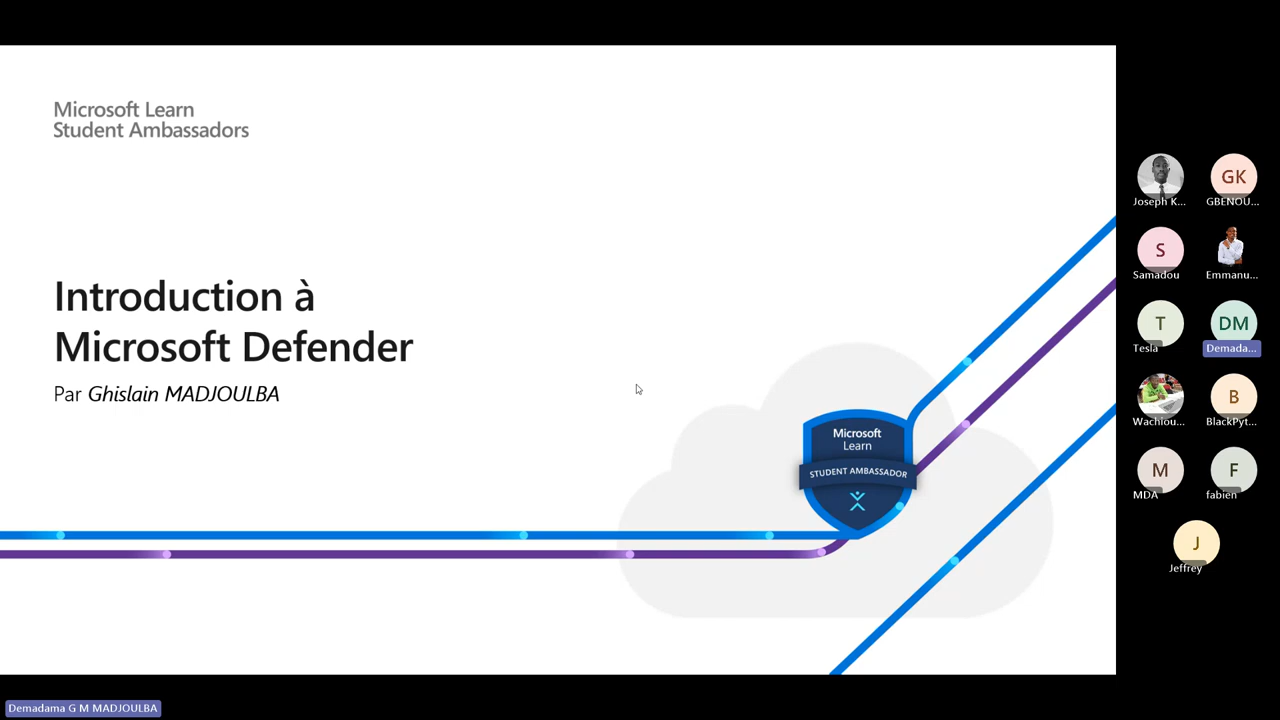 Microsoft Learn
Student Ambassadors
Introduction à
Microsoft Defender
Par Ghislain MADJOULBA
Microsoft
Learn
STUDENT AMBASSADOR
Joseph K...
GK
GBENOU...
S
Samadou
Emmanu...
T
Tesla
DM
Demada...
Wachiou...
B
BlackPyt...
M
MDA
F
fabien
J
Jeffrey
Demadama G M MADJOULBA